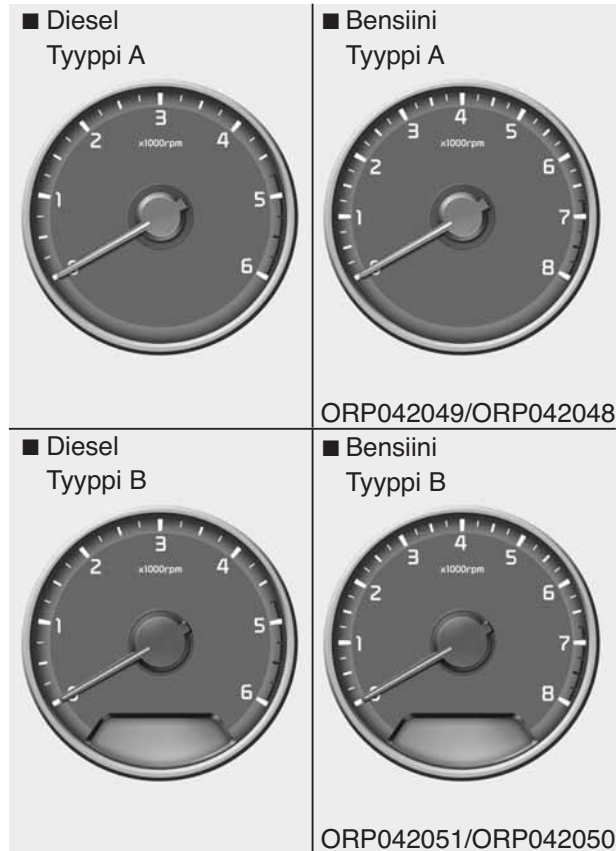 ■ Diesel
Tyyppi A
0 1 2 3 4 5 6
x1000rpm
■ Bensiini
Tyyppi A
0 1 2 3 4 5 6 7 8
x1000rpm
ORP042049/ORP042048
■ Diesel
Tyyppi B
0 1 2 3 4 5 6
x1000rpm
■ Bensiini
Tyyppi B
0 1 2 3 4 5 6 7 8
x1000rpm
ORP042051/ORP042050